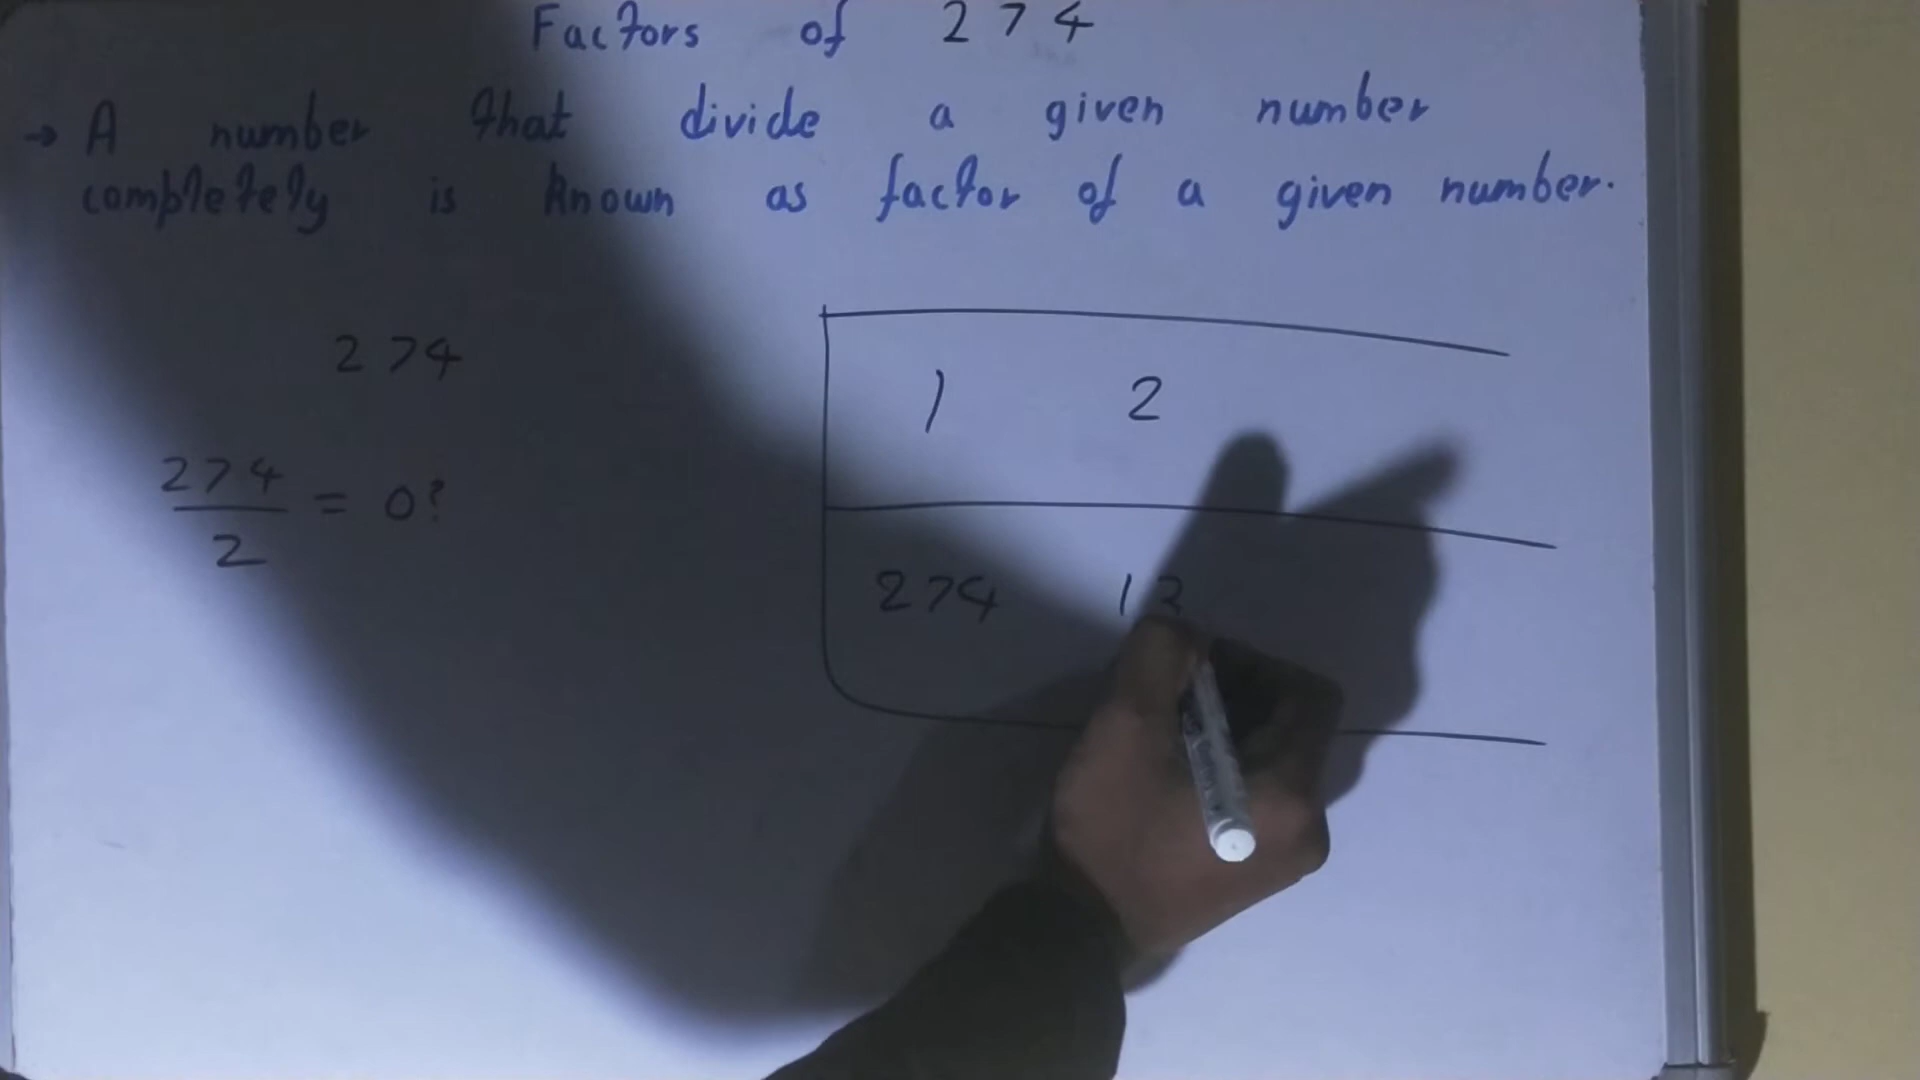 Factors of 274
→ A number that divide a given number
completely is known as factor of a given number.
274
274
2
= 0?
1 2
274 13